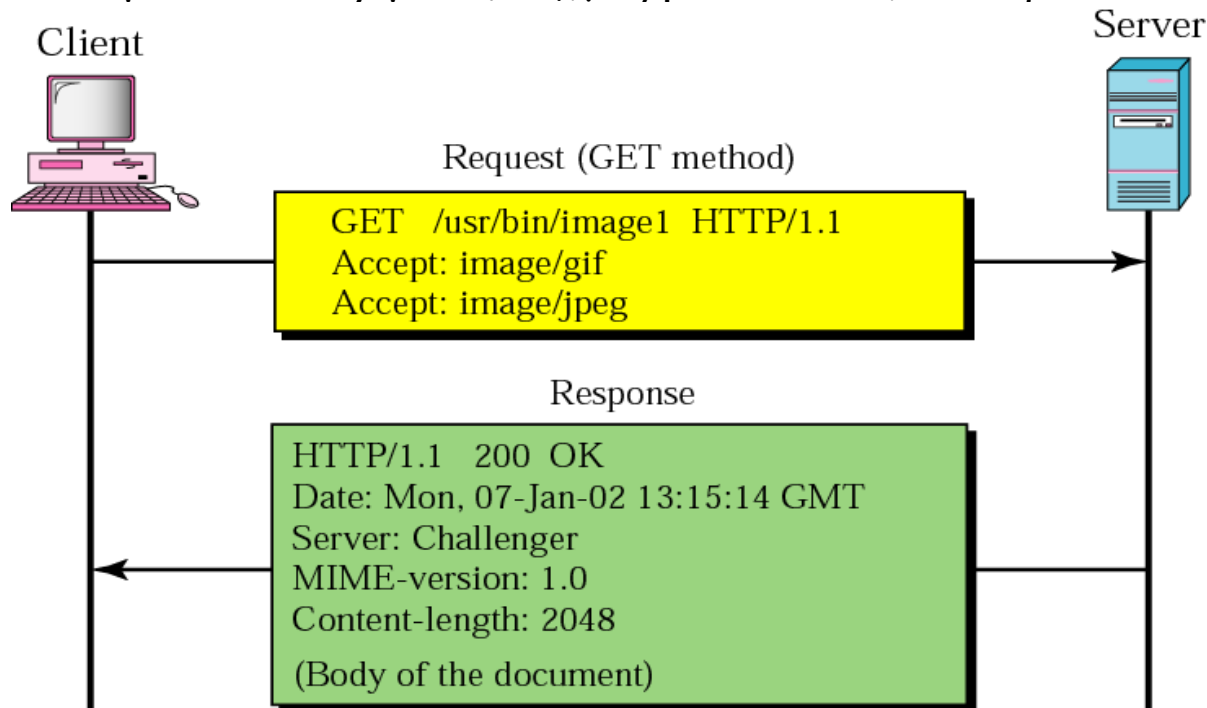 Client
Server
Request (GET method)
GET /usr/bin/image1 HTTP/1.1
Accept: image/gif
Accept: image/jpeg
Response
HTTP/1.1 200 OK
Date: Mon, 07-Jan-02 13:15:14 GMT
Server: Challenger
MIME-version: 1.0
Content-length: 2048
(Body of the document)